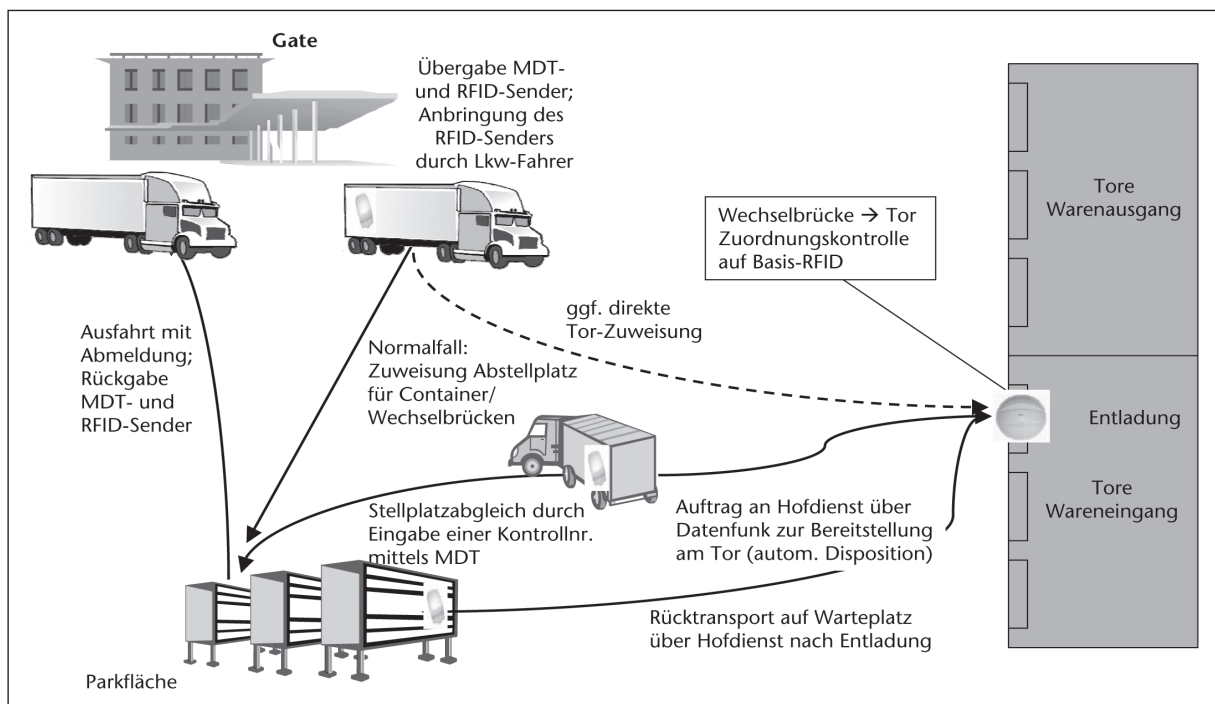 Gate
Übergabe MDT-
und RFID-Sender;
Anbringung des
RFID-Senders
durch Lkw-Fahrer
Tore
Warenausgang
Wechselbrücke → Tor
Zuordnungskontrolle
auf Basis-RFID
ggf. direkte
Tor-Zuweisung
Ausfahrt mit
Abmeldung;
Rückgabe
MDT- und
RFID-Sender
Normalfall:
Zuweisung Abstellplatz
für Container/
Wechselbrücken
Entladung
Tore
Wareneingang
Stellplatzabgleich durch
Eingabe einer Kontrollnr.
mittels MDT
Auftrag an Hofdienst über
Datenfunk zur Bereitstellung
am Tor (autom. Disposition)
Rücktransport auf Warteplatz
über Hofdienst nach Entladung
Parkfläche